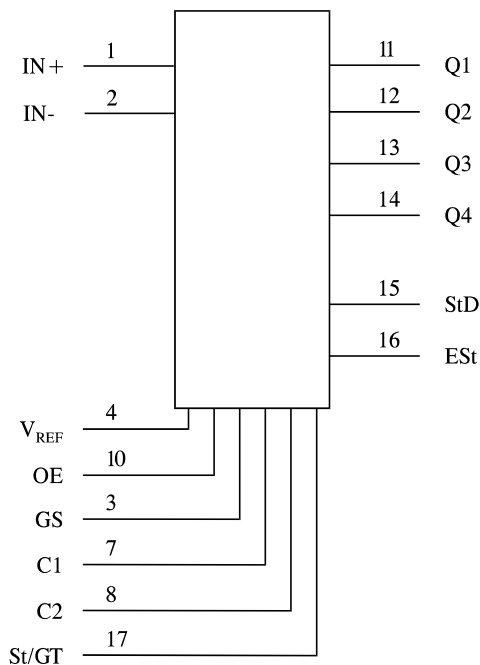 IN+ 1 11 Q1
IN- 2 12 Q2
13 Q3
14 Q4
15 StD
16 ESt
VREF 4
OE 10
GS 3
C1 7
C2 8
St/GT 17